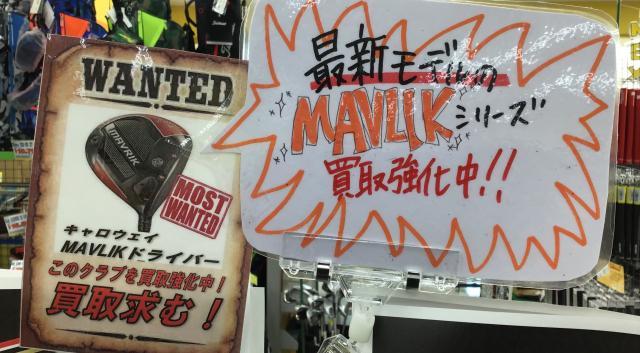 WANTED
MAVRIK
MOST
WANTED
キャロウェイ
MAVLIKドライバー
このクラブを買取強化中!
買取求む!
最新モデルの
MAVLIKシリーズ
買取強化中!!